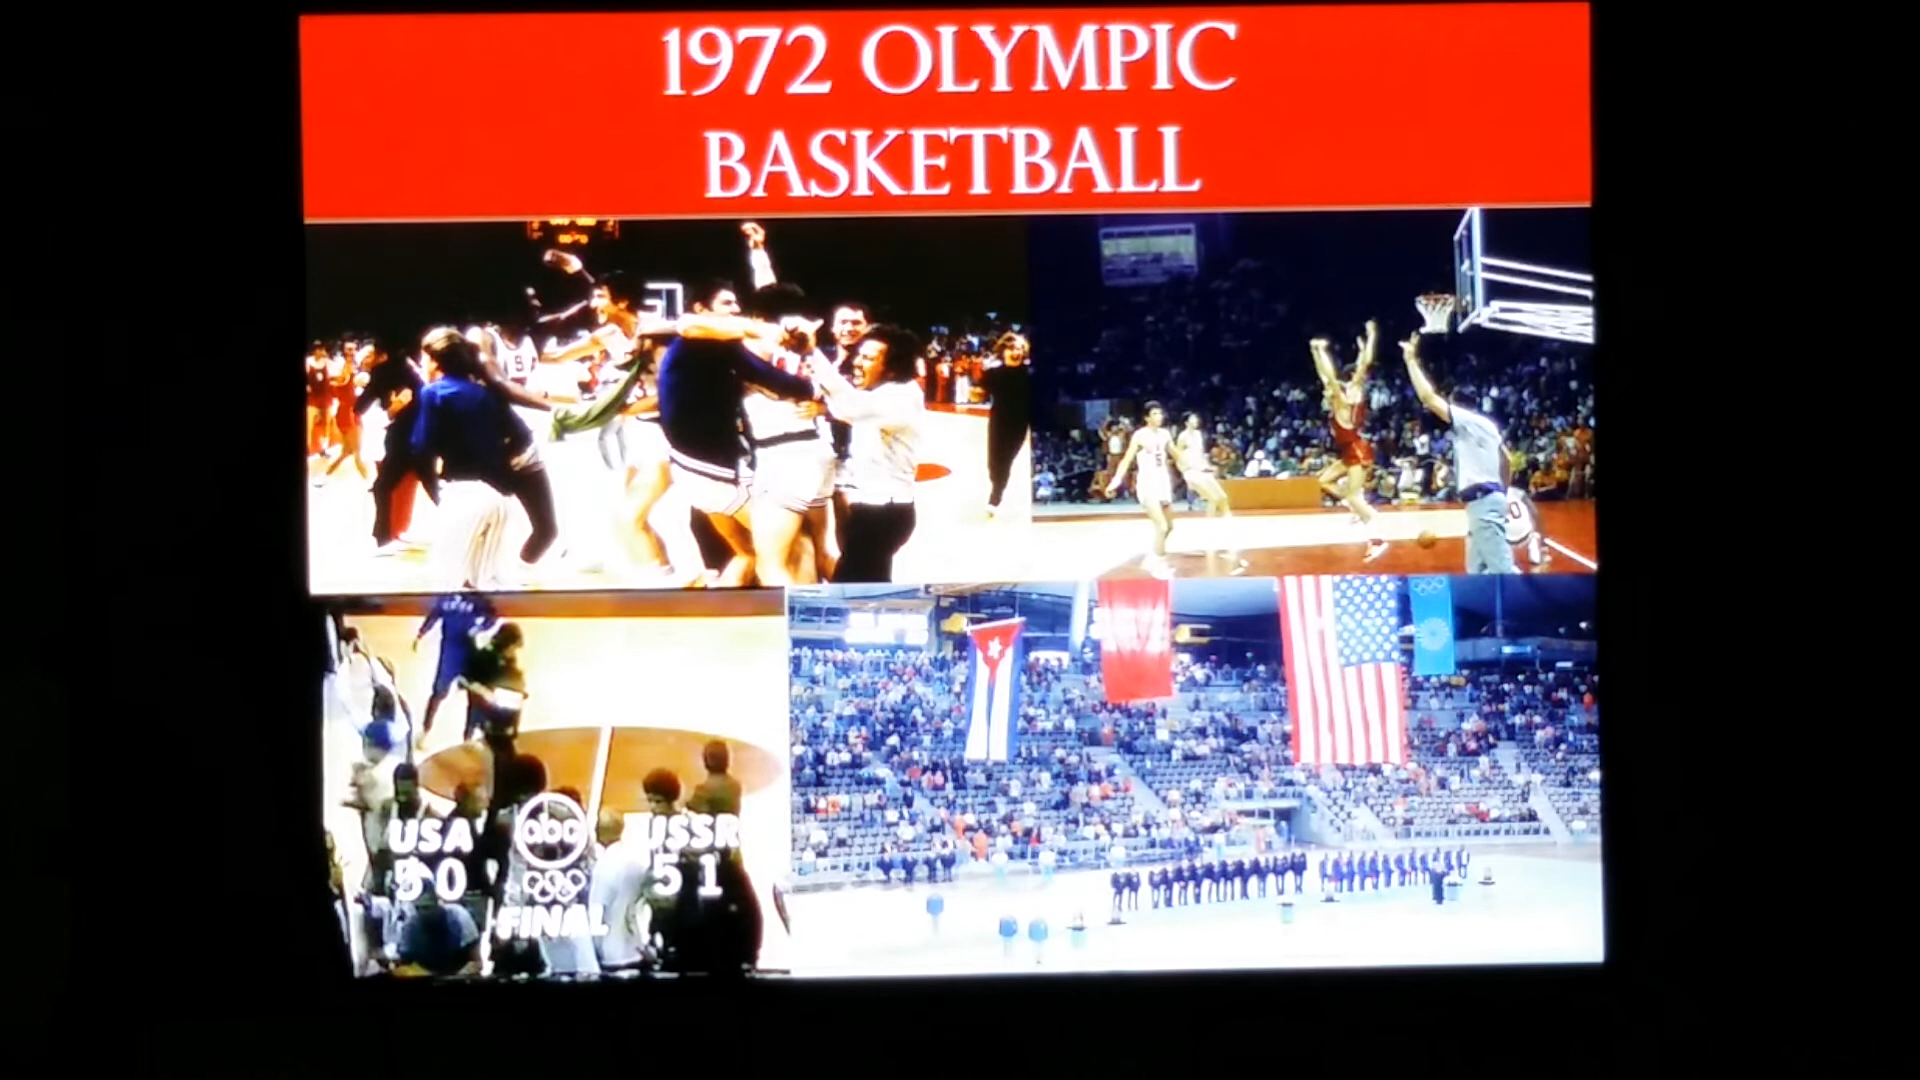 1972 OLYMPIC
BASKETBALL
USA abc USSR
50 51
FINAL